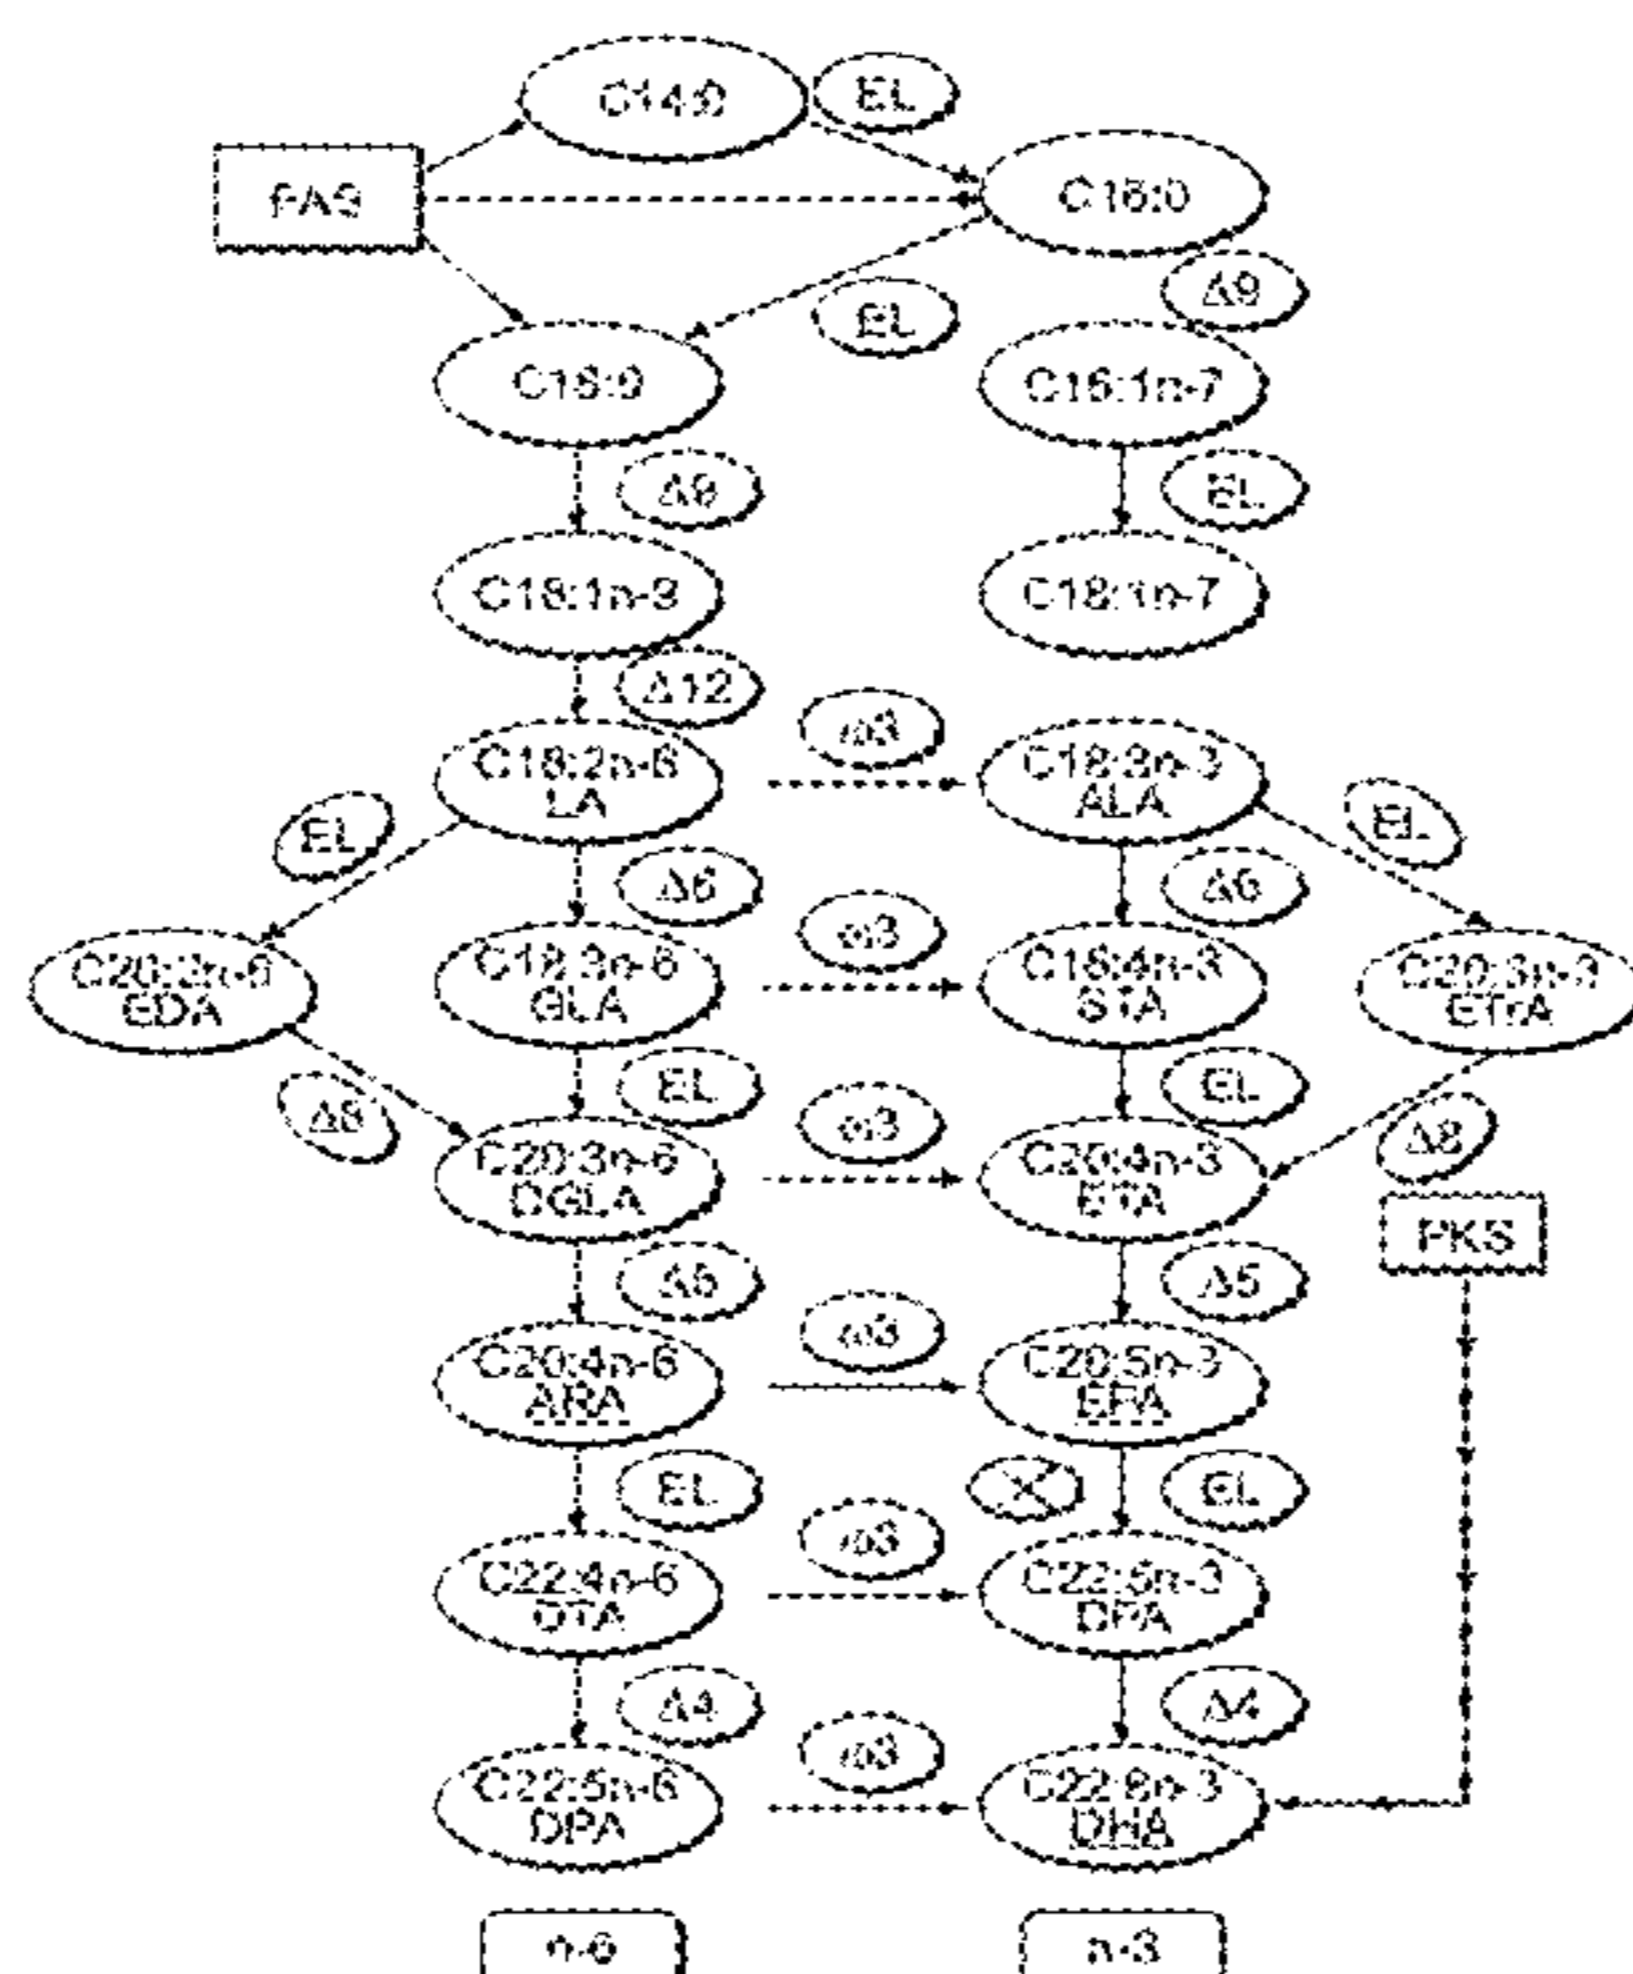 C14:0
EL
FAS
C16:0
Δ9
EL
C18:0
C16:1n-7
Δ9
EL
C18:1n-9
C18:1n-7
Δ12
ω3
C18:2n-6
LA
C18:3n-3
ALA
EL
EL
Δ6
Δ6
ω3
C20:2n-6
EDA
C18:3n-6
GLA
C18:4n-3
STA
C20:3n-3
ETrA
EL
EL
Δ8
ω3
Δ8
C20:3n-6
DGLA
C20:4n-3
ETA
PKS
Δ5
Δ5
ω3
C20:4n-6
ARA
C20:5n-3
EPA
EL
X
EL
ω3
C22:4n-6
DTA
C22:5n-3
DPA
Δ4
Δ4
ω3
C22:5n-6
DPA
C22:6n-3
DHA
n-6
n-3